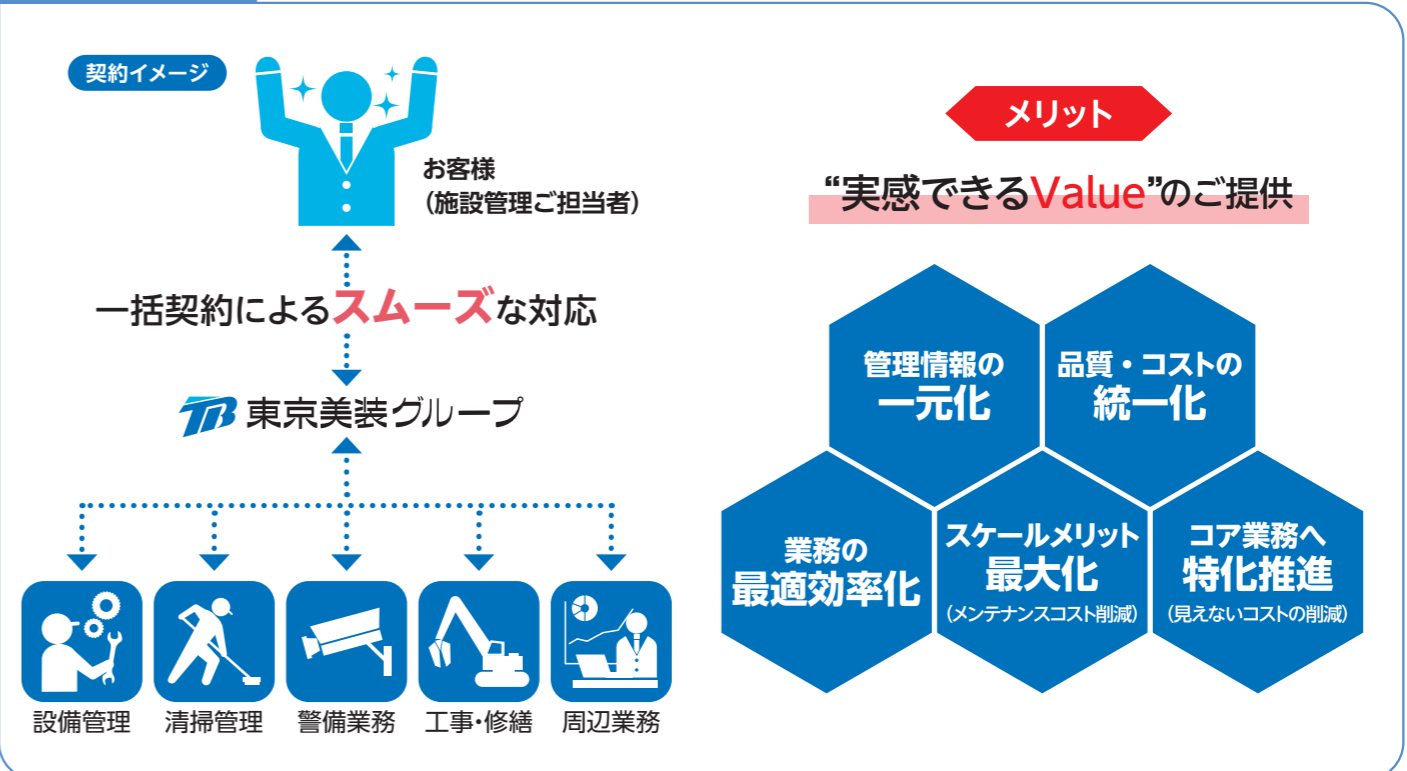 契約イメージ
お客様
（施設管理ご担当者）
一括契約によるスムーズな対応
TB 東京美装グループ
設備管理
清掃管理
警備業務
工事・修繕
周辺業務
メリット
“実感できるValue”のご提供
管理情報の
一元化
品質・コストの
統一化
業務の
最適効率化
スケールメリット
最大化
（メンテナンスコスト削減）
コア業務へ
特化推進
（見えないコストの削減）